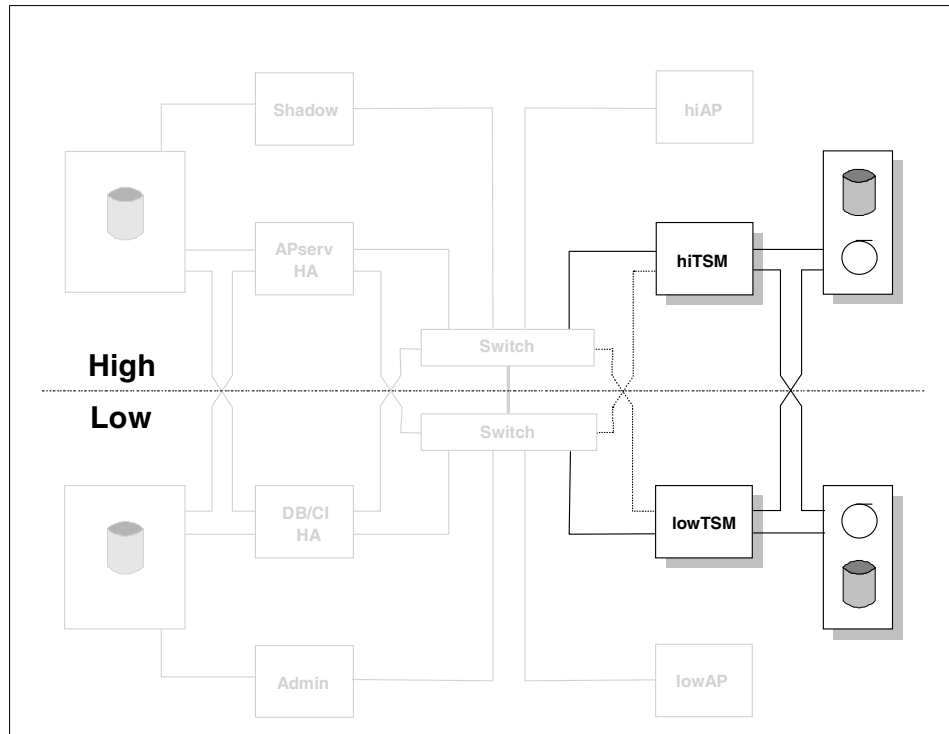 Shadow
hiAP
APserv
HA
hiTSM
Switch
High
Low
Switch
DB/CI
HA
lowTSM
Admin
lowAP